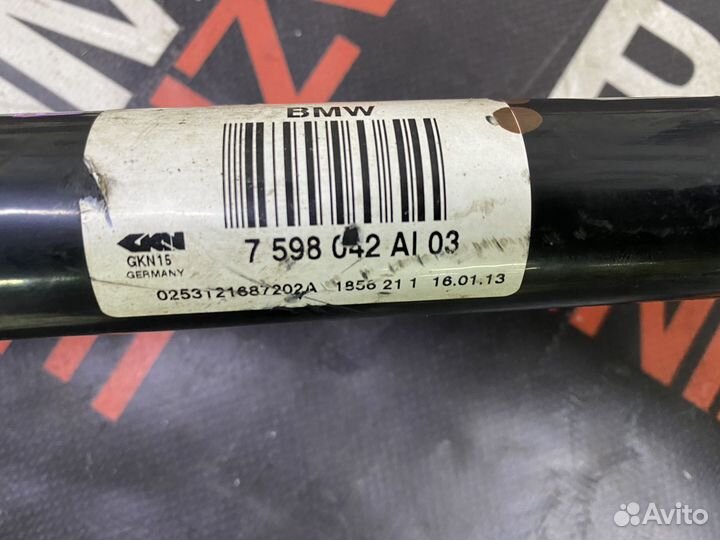 BMW
7 598 042 AI 03
GKN
GKN15
GERMANY
0253121687202A 1856 21 1 16.01.13
Avito